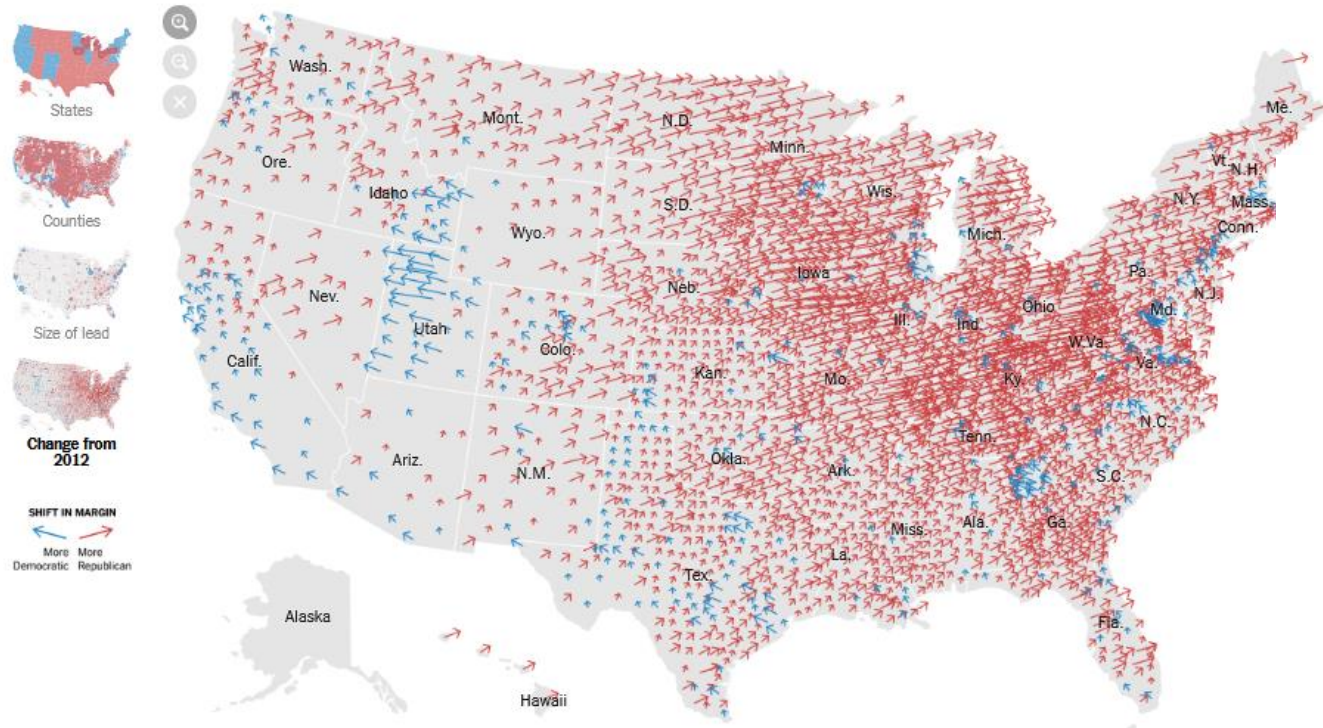 States
Counties
Size of lead
Change from
2012
SHIFT IN MARGIN
More
Democratic
More
Republican
Wash.
Mont.
N.D.
Minn.
Me.
Ore.
Idaho
Wis.
Vt.
N.H.
S.D.
N.Y.
Mass.
Wyo.
Mich.
Conn.
Nev.
Neb.
Iowa
Pa.
N.J.
Utah
Ill.
Ind.
Ohio
Md.
Calif.
Colo.
Kan.
Mo.
Ky.
W.Va.
Va.
Ariz.
N.M.
Okla.
Ark.
Tenn.
N.C.
S.C.
Miss.
Ala.
Ga.
Tex.
La.
Alaska
Fla.
Hawaii